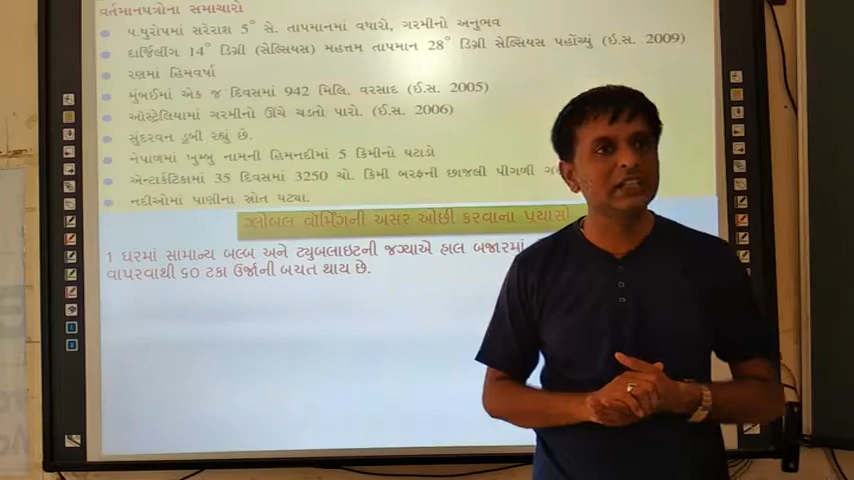 વર્તમાનપત્રોના સમાચારો
પ.યુરોપમાં સરેરાશ 5° સે. તાપમાનમાં વધારો, ગરમીનો અનુભવ
દાર્જિલીંગ 14° ડિગ્રી (સેલ્સિયસ) મહત્તમ તાપમાન 28° ડિગ્રી સેલ્સિયસ પહોંચ્યું (ઈ.સ. 2009)
રણમાં હિમવર્ષા
મુંબઈમાં એક જ દિવસમાં 942 મિલિ. વરસાદ (ઈ.સ. 2005)
ઓસ્ટ્રેલિયામાં ગરમીનો ઊંચે ચડતો પારો. (ઈ.સ. 2006)
સુંદરવન ડૂબી રહ્યું છે.
નેપાળમાં ખુમ્બુ નામની હિમનદીમાં 5 કિમીનો ઘટાડો
એન્ટાર્કટિકામાં 35 દિવસમાં 3250 ચો. કિમી બરફની છાજલી પીગળી
નદીઓમાં પાણીના સ્રોત ઘટ્યા.
ગ્લોબલ વોર્મિંગની અસર ઓછી કરવાના પ્રયાસો
1 ઘરમાં સામાન્ય બલ્બ અને ટ્યુબલાઇટની જગ્યાએ હાલ બજારમાં
વાપરવાથી ૬૦ ટકા ઉર્જાની બચત થાય છે.